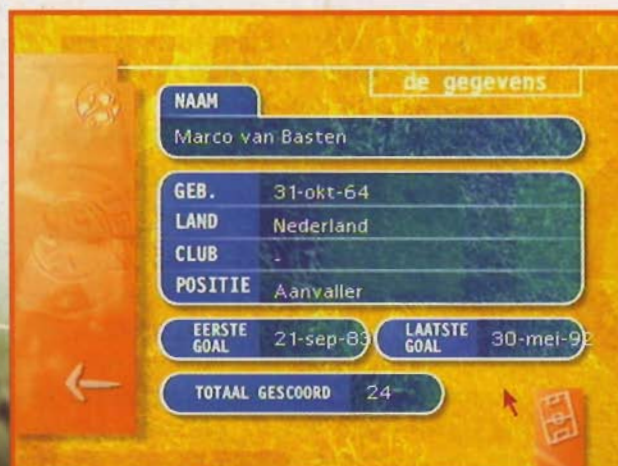 de gegevens
NAAM
Marco van Basten
GEB. 31-okt-64
LAND Nederland
CLUB -
POSITIE Aanvaller
EERSTE GOAL 21-sep-83
LAATSTE GOAL 30-mei-92
TOTAAL GESCOORD 24